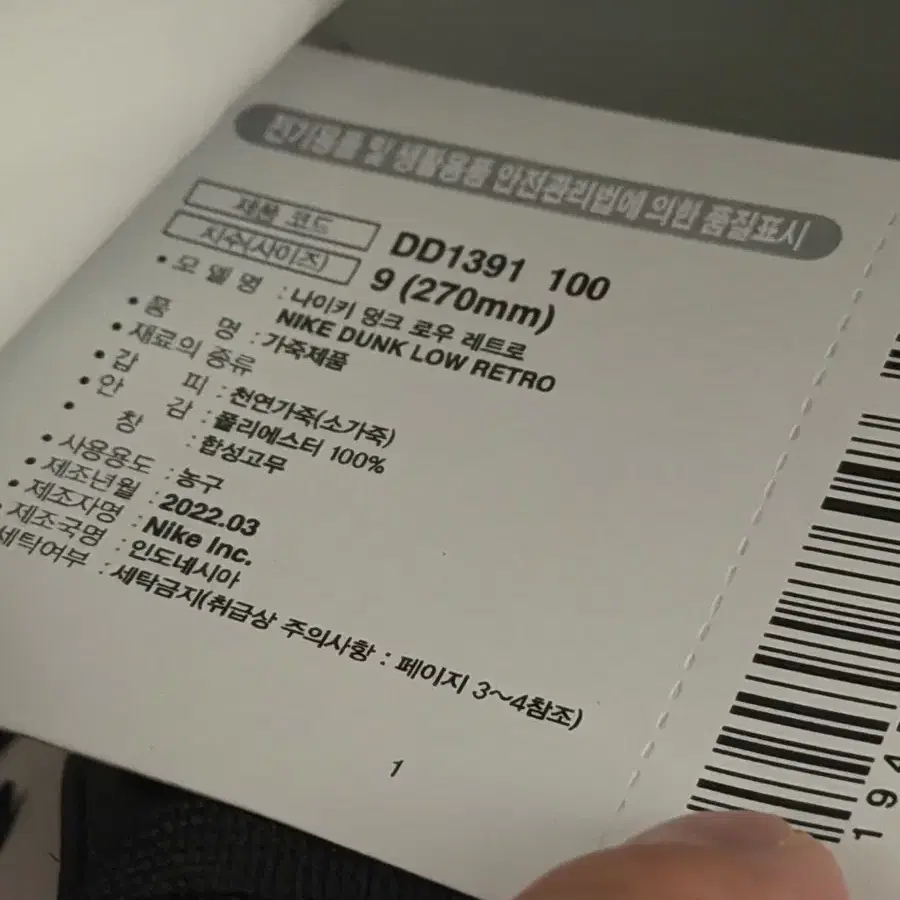 전기용품 및 생활용품 안전관리법에 의한 품질표시
제품 코드 DD1391 100
치수(사이즈) 9 (270mm)
• 모 델 명 : 나이키 덩크 로우 레트로
NIKE DUNK LOW RETRO
• 품 명 : 가죽제품
• 재료의 종류
• 갑 피 : 천연가죽(소가죽)
• 안 감 : 폴리에스터 100%
• 창 : 합성고무
• 사용용도 : 농구
• 제조년월 : 2022.03
• 제조자명 : Nike Inc.
• 제조국명 : 인도네시아
세탁여부 : 세탁금지(취급상 주의사항 : 페이지 3~4참조)
1
194